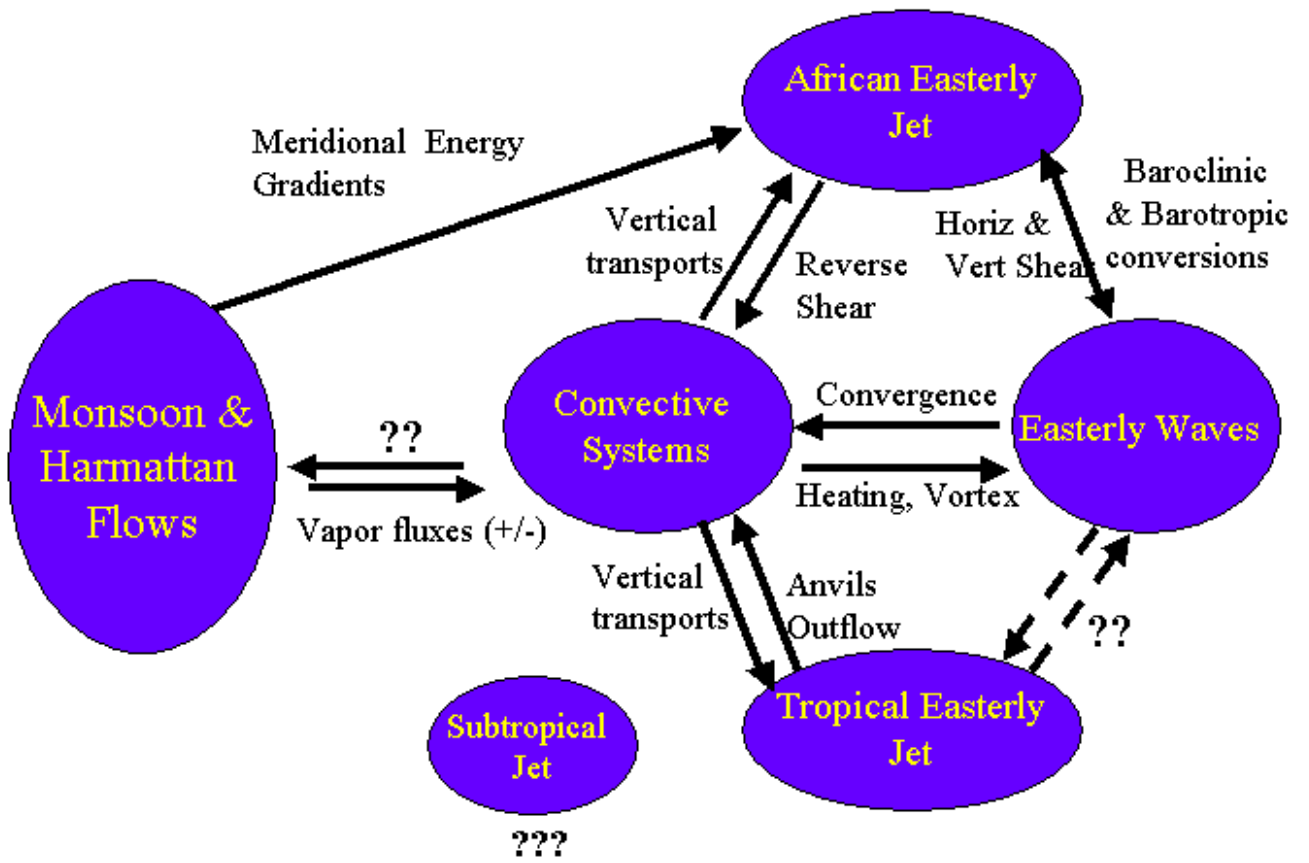 African Easterly
Jet
Meridional Energy
Gradients
Baroclinic
& Barotropic
conversions
Horiz &
Vert Shear
Vertical
transports
Reverse
Shear
Monsoon &
Harmattan
Flows
Convective
Systems
Convergence
Easterly Waves
??
Heating, Vortex
Vapor fluxes (+/-)
Vertical
transports
Anvils
Outflow
??
Tropical Easterly
Jet
Subtropical
Jet
???